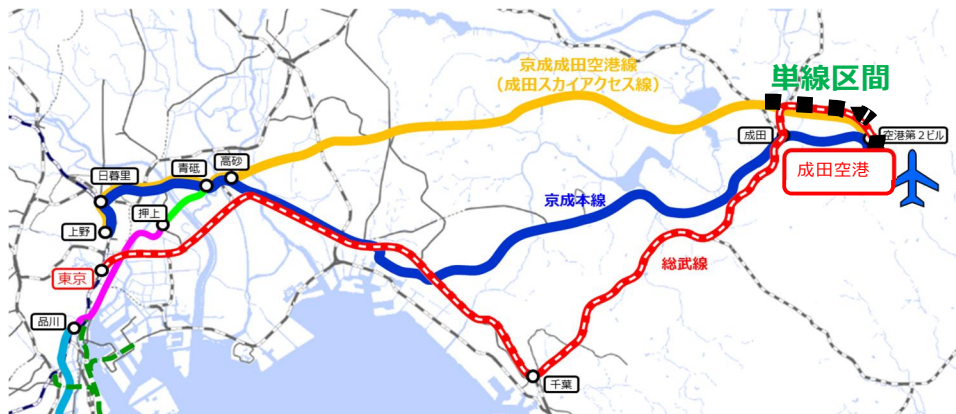 京成成田空港線
（成田スカイアクセス線）
単線区間
成田
空港第２ビル
成田空港
高砂
青砥
日暮里
押上
上野
京成本線
東京
総武線
品川
千葉